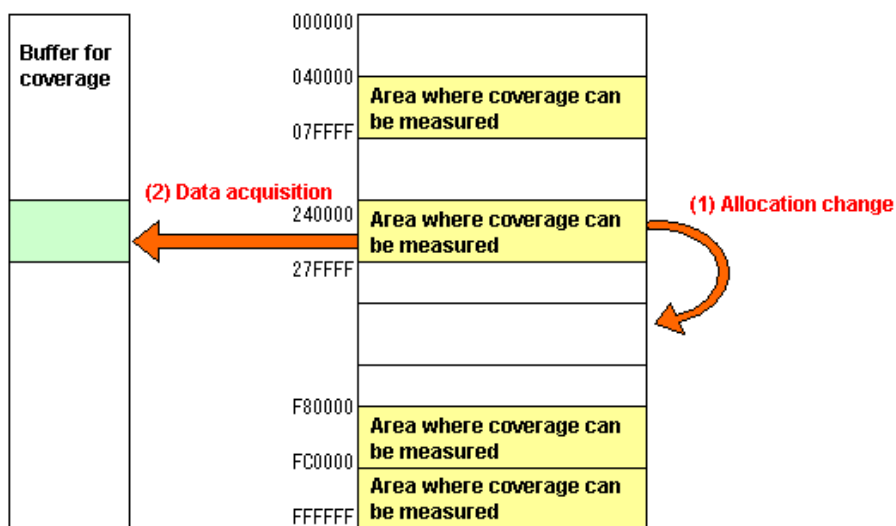 Buffer for
coverage
000000
040000
Area where coverage can
be measured
07FFFF
(2) Data acquisition
240000
Area where coverage can
be measured
27FFFF
(1) Allocation change
F80000
Area where coverage can
be measured
FC0000
Area where coverage can
be measured
FFFFFF